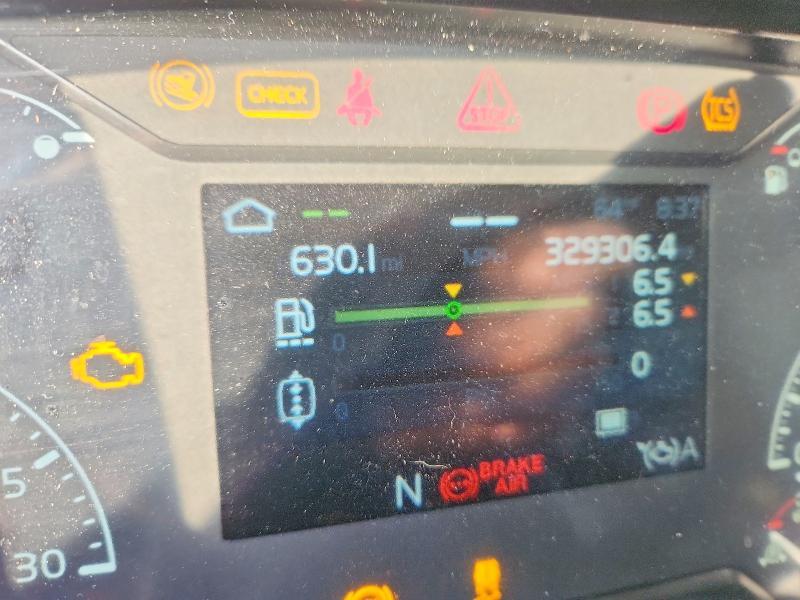 CHECK
STOP
P
TCS
64°F 8:37
630.1 mi
MPH
329306.4
6.5
6.5
0
0
0
A
N
BRAKE
AIR
5
30